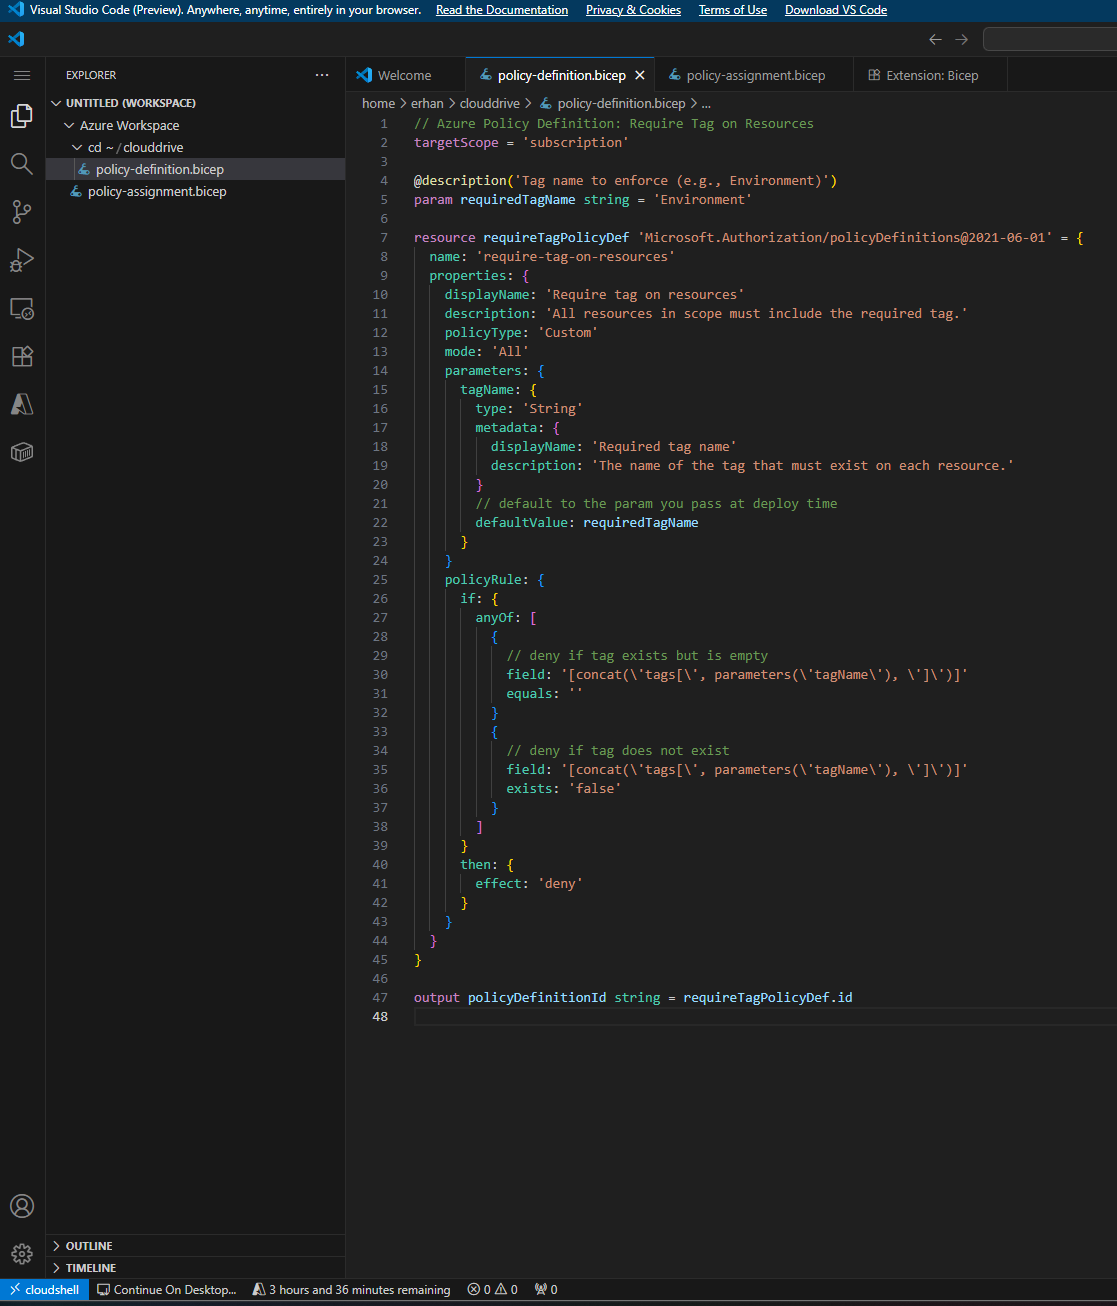 Visual Studio Code (Preview). Anywhere, anytime, entirely in your browser. Read the Documentation Privacy & Cookies Terms of Use Download VS Code
EXPLORER
UNTITLED (WORKSPACE)
Azure Workspace
cd ~/clouddrive
policy-definition.bicep
policy-assignment.bicep
OUTLINE
TIMELINE
Welcome policy-definition.bicep policy-assignment.bicep Extension: Bicep
home > erhan > clouddrive > policy-definition.bicep > ...
1 // Azure Policy Definition: Require Tag on Resources
2 targetScope = 'subscription'
3
4 @description('Tag name to enforce (e.g., Environment)')
5 param requiredTagName string = 'Environment'
6
7 resource requireTagPolicyDef 'Microsoft.Authorization/policyDefinitions@2021-06-01' = {
8 name: 'require-tag-on-resources'
9 properties: {
10 displayName: 'Require tag on resources'
11 description: 'All resources in scope must include the required tag.'
12 policyType: 'Custom'
13 mode: 'All'
14 parameters: {
15 tagName: {
16 type: 'String'
17 metadata: {
18 displayName: 'Required tag name'
19 description: 'The name of the tag that must exist on each resource.'
20 }
21 // default to the param you pass at deploy time
22 defaultValue: requiredTagName
23 }
24 }
25 policyRule: {
26 if: {
27 anyOf: [
28 {
29 // deny if tag exists but is empty
30 field: '[concat(\'tags[\', parameters(\'tagName\'), \']\')]'
31 equals: ''
32 }
33 {
34 // deny if tag does not exist
35 field: '[concat(\'tags[\', parameters(\'tagName\'), \']\')]'
36 exists: 'false'
37 }
38 ]
39 }
40 then: {
41 effect: 'deny'
42 }
43 }
44 }
45 }
46
47 output policyDefinitionId string = requireTagPolicyDef.id
48
cloudshell Continue On Desktop... 3 hours and 36 minutes remaining 0 0 0